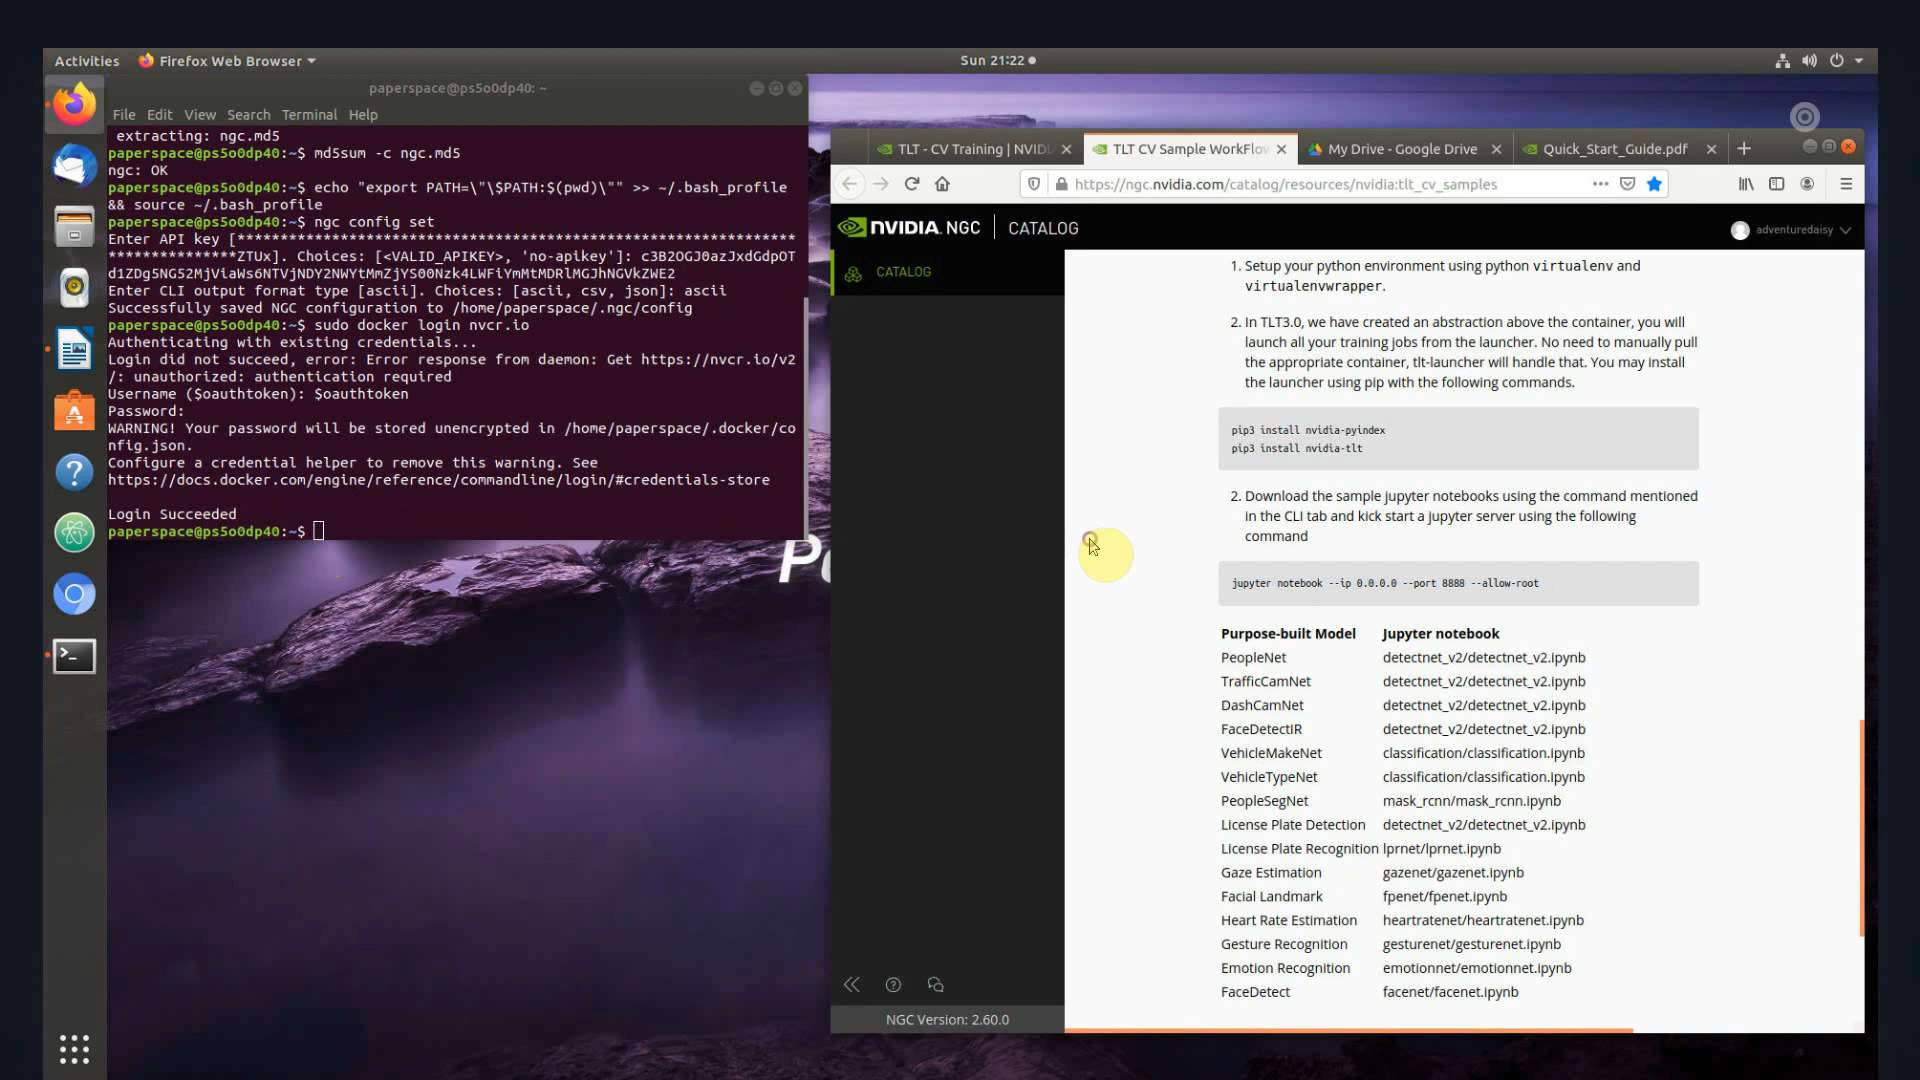 Activities
Firefox Web Browser
Sun 21:22
paperspace@ps5o0dp40: ~
File Edit View Search Terminal Help
extracting: ngc.md5
paperspace@ps5o0dp40:~$ md5sum -c ngc.md5
ngc: OK
paperspace@ps5o0dp40:~$ echo "export PATH=\"\$PATH:$(pwd)\"" >> ~/.bash_profile
&& source ~/.bash_profile
paperspace@ps5o0dp40:~$ ngc config set
Enter API key [*****************************************************************
****************ZTUx]. Choices: [<VALID_APIKEY>, 'no-apikey']: c3B2OGJ0azJxdGdpOT
d1ZDg5NG52MjViaWs6NTVjNDY2NWYtMmZjYS00Nzk4LWFiYmMtMDRlMGJhNGVkZWE2
Enter CLI output format type [ascii]. Choices: [ascii, csv, json]: ascii
Successfully saved NGC configuration to /home/paperspace/.ngc/config
paperspace@ps5o0dp40:~$ sudo docker login nvcr.io
Authenticating with existing credentials...
Login did not succeed, error: Error response from daemon: Get https://nvcr.io/v2
/: unauthorized: authentication required
Username ($oauthtoken): $oauthtoken
Password:
WARNING! Your password will be stored unencrypted in /home/paperspace/.docker/co
nfig.json.
Configure a credential helper to remove this warning. See
https://docs.docker.com/engine/reference/commandline/login/#credentials-store
Login Succeeded
paperspace@ps5o0dp40:~$
TLT - CV Training | NVIDI
TLT CV Sample WorkFlow
My Drive - Google Drive
Quick_Start_Guide.pdf
https://ngc.nvidia.com/catalog/resources/nvidia:tlt_cv_samples
NVIDIA. NGC | CATALOG
adventuredaisy
CATALOG
1. Setup your python environment using python virtualenv and
virtualenvwrapper.
2. In TLT3.0, we have created an abstraction above the container, you will
launch all your training jobs from the launcher. No need to manually pull
the appropriate container, tlt-launcher will handle that. You may install
the launcher using pip with the following commands.
pip3 install nvidia-pyindex
pip3 install nvidia-tlt
2. Download the sample jupyter notebooks using the command mentioned
in the CLI tab and kick start a jupyter server using the following
command
jupyter notebook --ip 0.0.0.0 --port 8888 --allow-root
Purpose-built Model Jupyter notebook
PeopleNet detectnet_v2/detectnet_v2.ipynb
TrafficCamNet detectnet_v2/detectnet_v2.ipynb
DashCamNet detectnet_v2/detectnet_v2.ipynb
FaceDetectIR detectnet_v2/detectnet_v2.ipynb
VehicleMakeNet classification/classification.ipynb
VehicleTypeNet classification/classification.ipynb
PeopleSegNet mask_rcnn/mask_rcnn.ipynb
License Plate Detection detectnet_v2/detectnet_v2.ipynb
License Plate Recognition lprnet/lprnet.ipynb
Gaze Estimation gazenet/gazenet.ipynb
Facial Landmark fpenet/fpenet.ipynb
Heart Rate Estimation heartratenet/heartratenet.ipynb
Gesture Recognition gesturenet/gesturenet.ipynb
Emotion Recognition emotionnet/emotionnet.ipynb
FaceDetect facenet/facenet.ipynb
NGC Version: 2.60.0